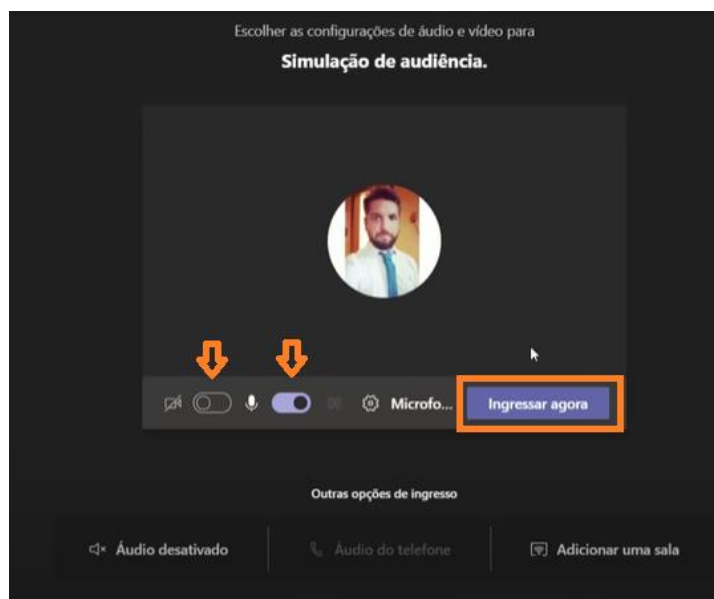 Escolher as configurações de áudio e vídeo para
Simulação de audiência.
Microfo...
Ingressar agora
Outras opções de ingresso
Áudio desativado
Áudio do telefone
Adicionar uma sala